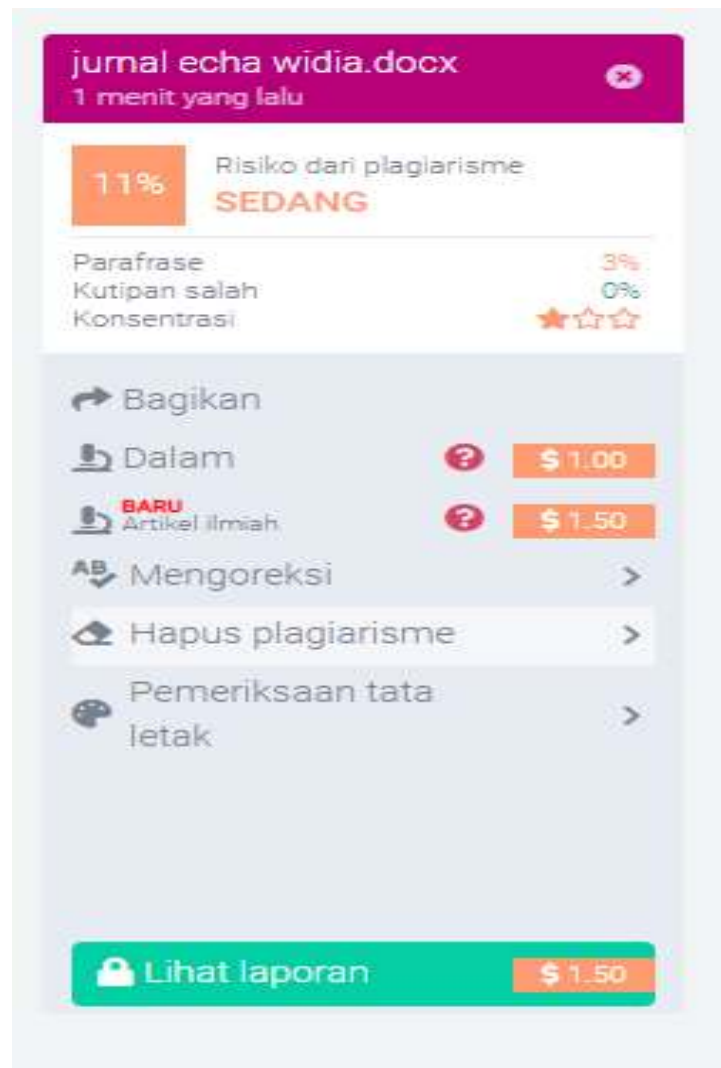 jurnal echa widia.docx
1 menit yang lalu
11%
Risiko dari plagiarisme
SEDANG
Parafrase 3%
Kutipan salah 0%
Konsentrasi
Bagikan
Dalam ? $ 1.00
BARU
Artikel ilmiah ? $ 1.50
Mengoreksi
Hapus plagiarisme
Pemeriksaan tata
letak
Lihat laporan $ 1.50